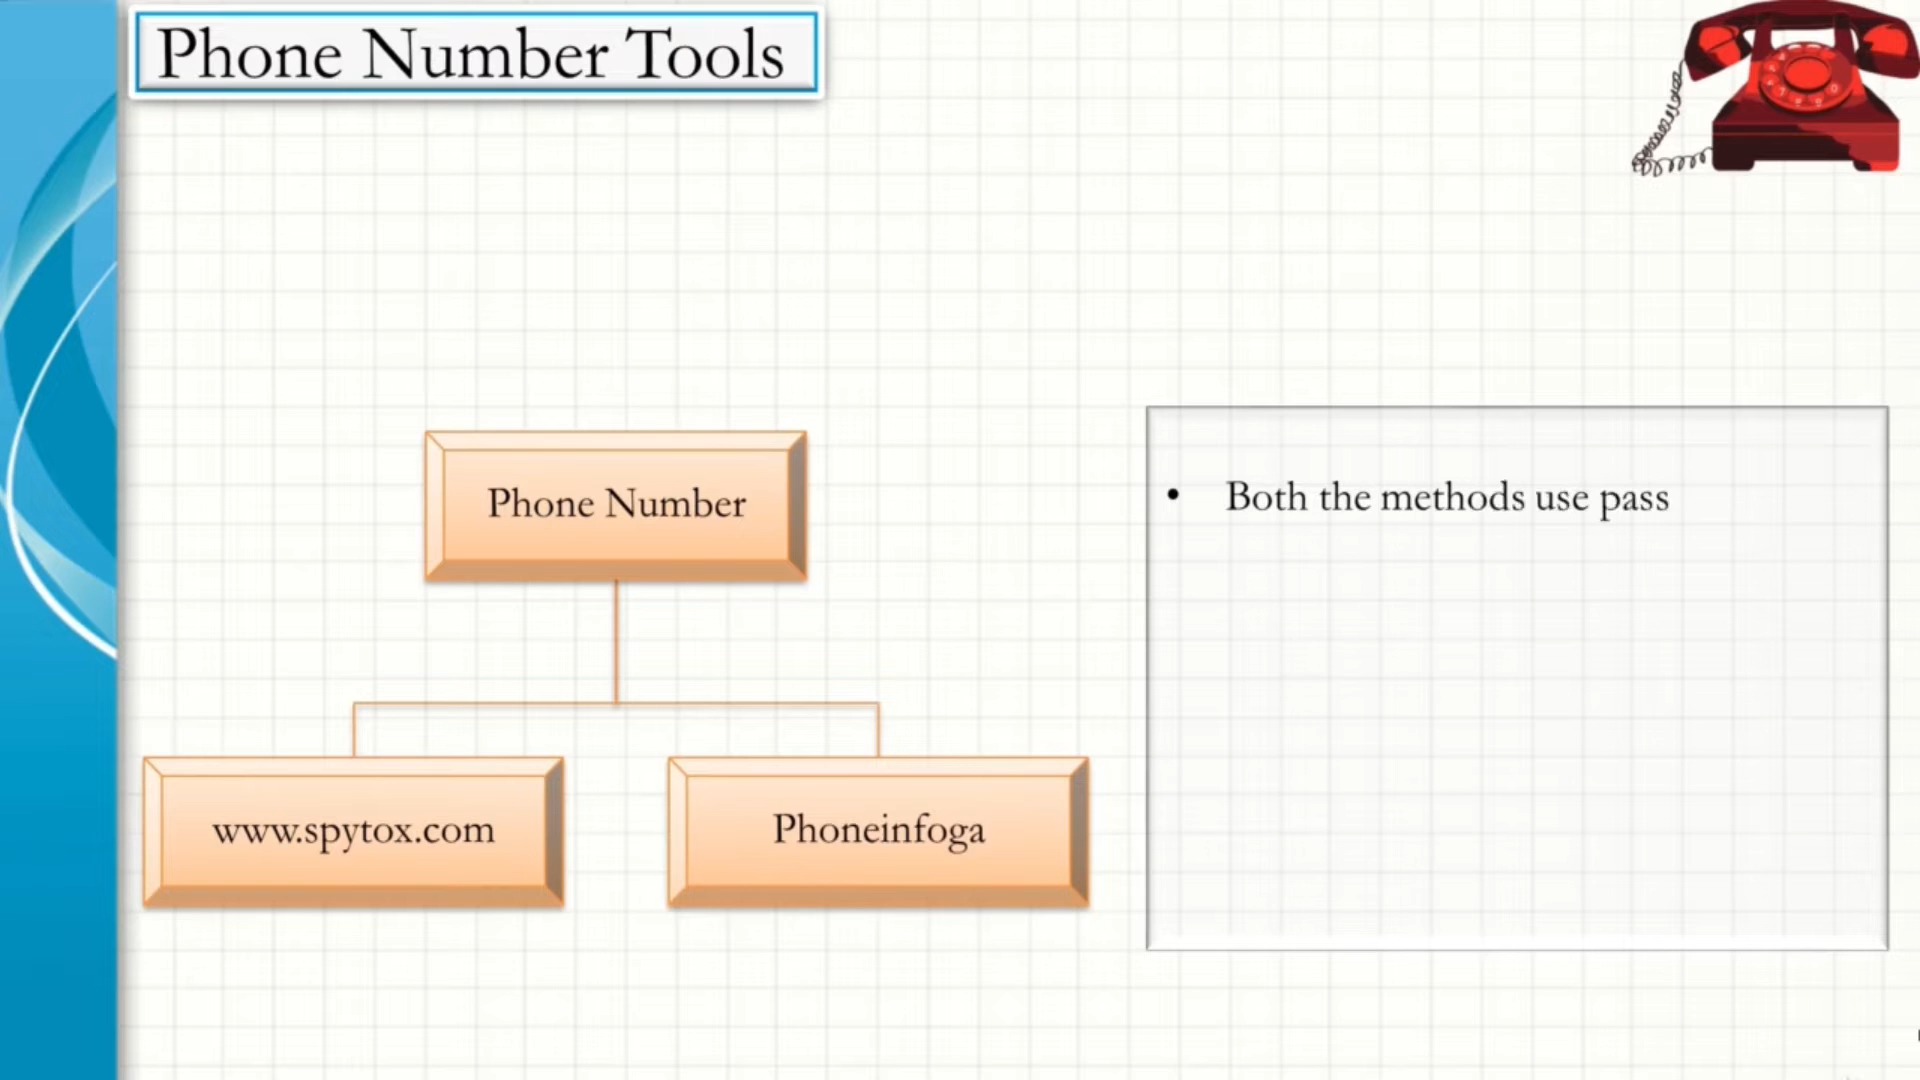 Phone Number Tools
Phone Number
• Both the methods use pass
www.spytox.com
Phoneinfoga